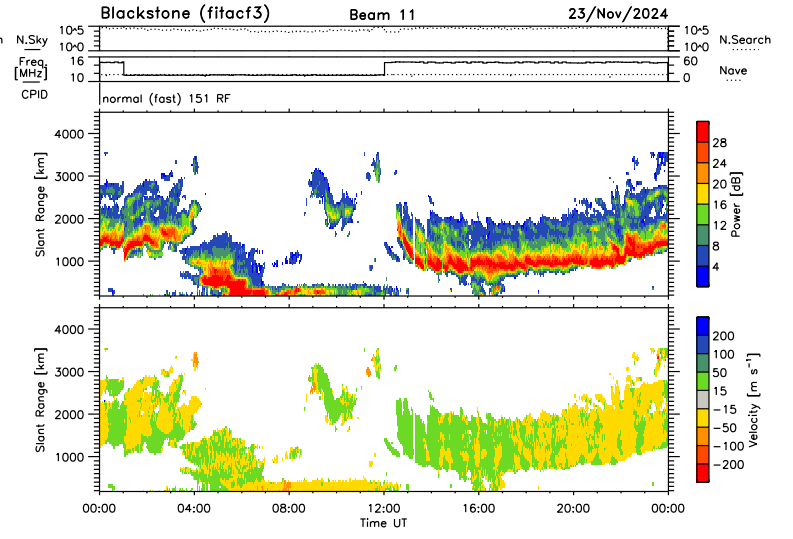 Blackstone (fitacf3) Beam 11 23/Nov/2024
n N.Sky 10^5 10^0 10^5 10^0 N.Search
Freq. [MHz] 16 10 60 0 Nave
CPID normal (fast) 151 RF
Slant Range [km]
4000
3000
2000
1000
28
24
20
16
12
8
4
Power [dB]
Slant Range [km]
4000
3000
2000
1000
200
100
50
15
-15
-50
-100
-200
Velocity [m s⁻¹]
00:00 04:00 08:00 12:00 16:00 20:00 00:00
Time UT